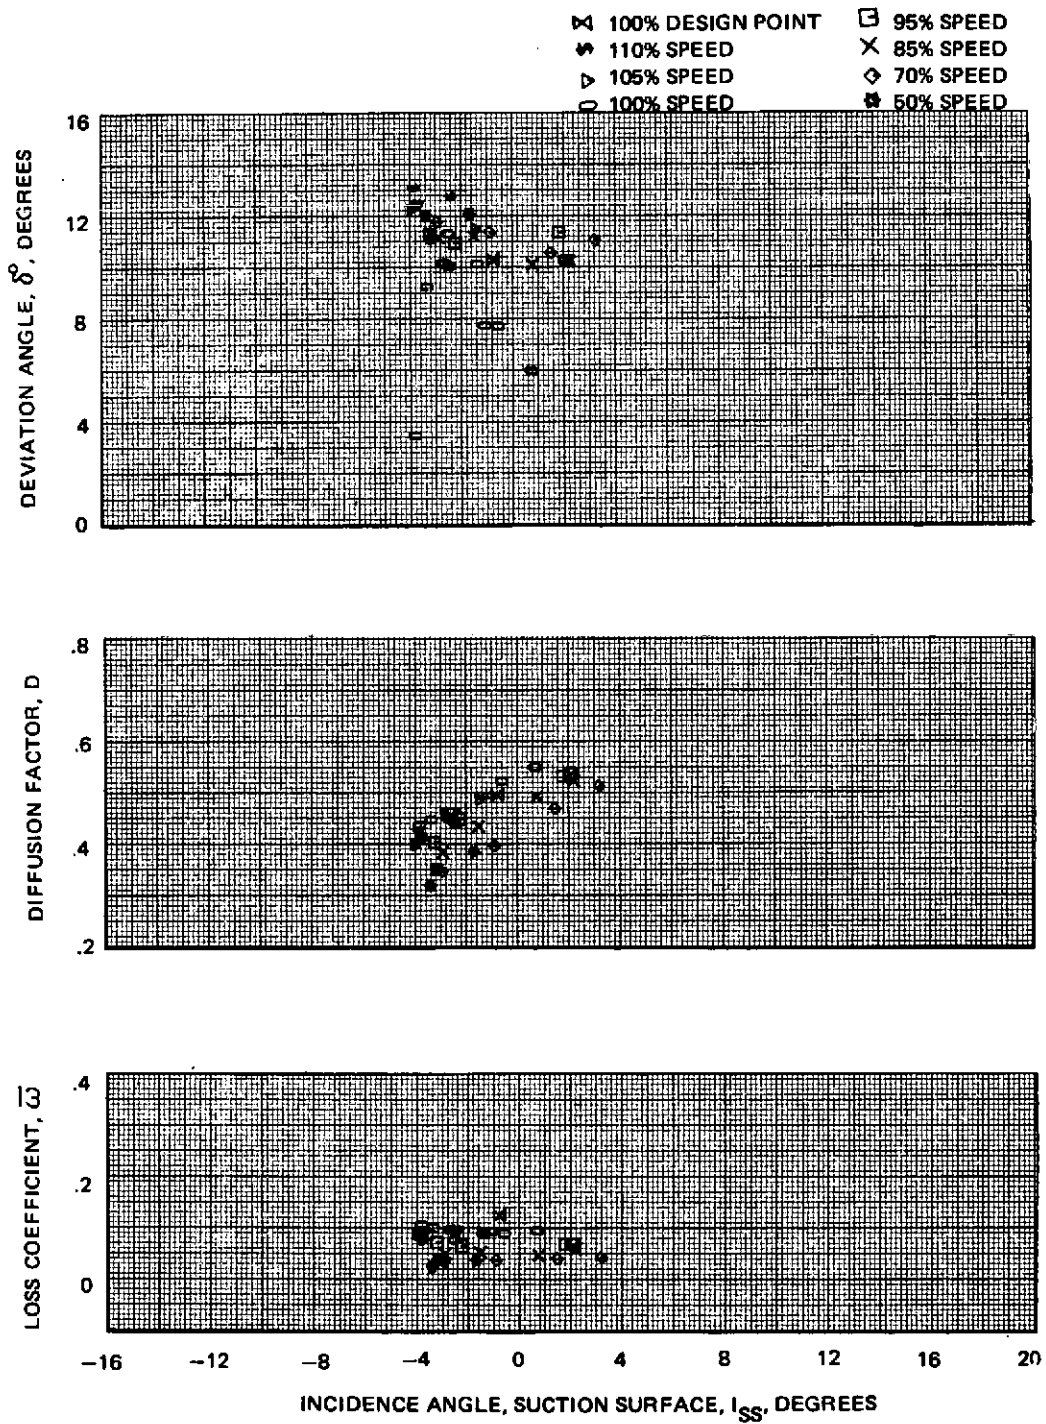 100% DESIGN POINT
110% SPEED
105% SPEED
100% SPEED
95% SPEED
85% SPEED
70% SPEED
50% SPEED
DEVIATION ANGLE, δ°, DEGREES
16
12
8
4
0
DIFFUSION FACTOR, D
.8
.6
.4
.2
LOSS COEFFICIENT, ω̅
.4
.2
0
−16 −12 −8 −4 0 4 8 12 16 20
INCIDENCE ANGLE, SUCTION SURFACE, I_SS, DEGREES